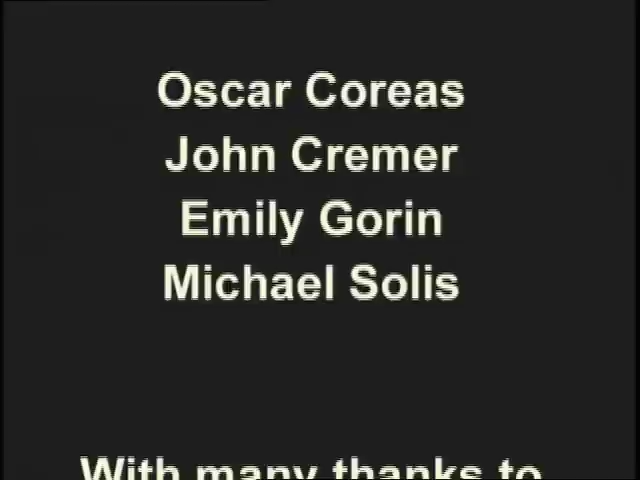 Oscar Coreas
John Cremer
Emily Gorin
Michael Solis
With many thanks to